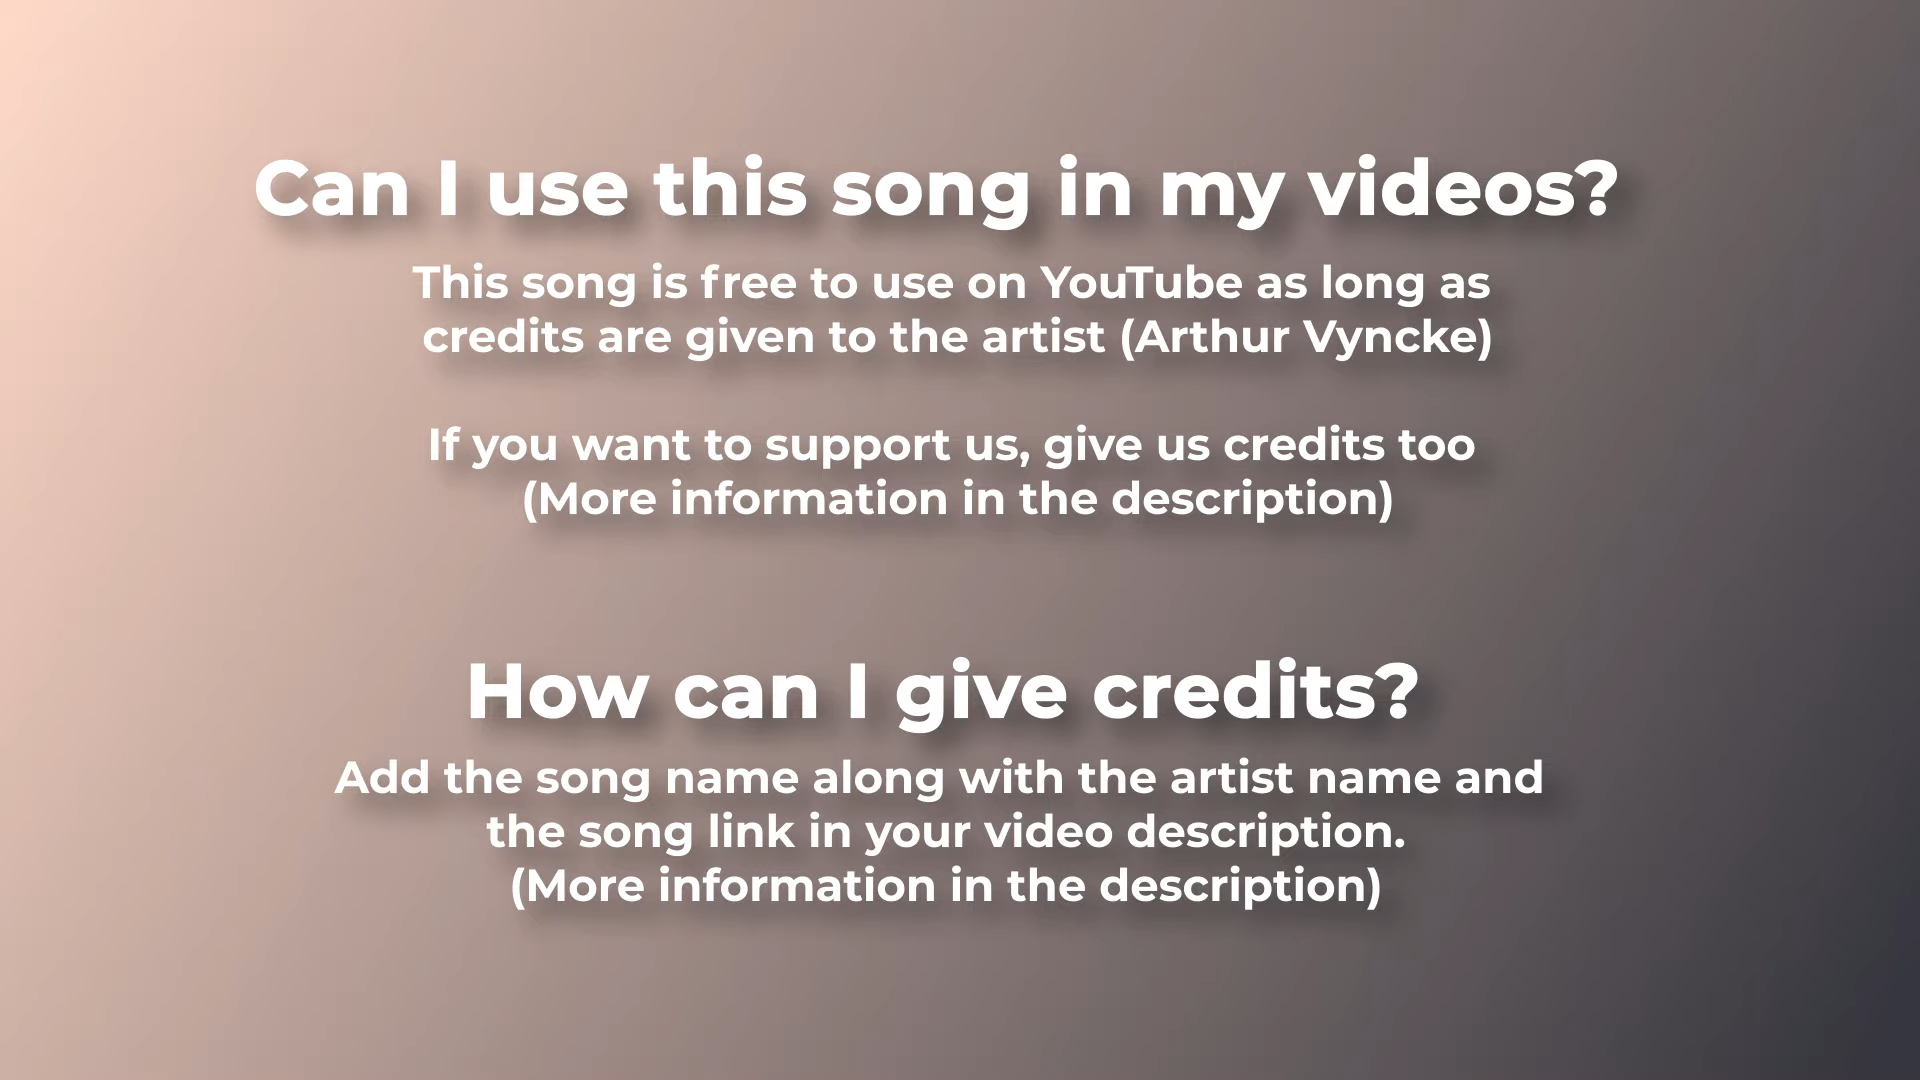 Can I use this song in my videos?
This song is free to use on YouTube as long as
credits are given to the artist (Arthur Vyncke)
If you want to support us, give us credits too
(More information in the description)
How can I give credits?
Add the song name along with the artist name and
the song link in your video description.
(More information in the description)